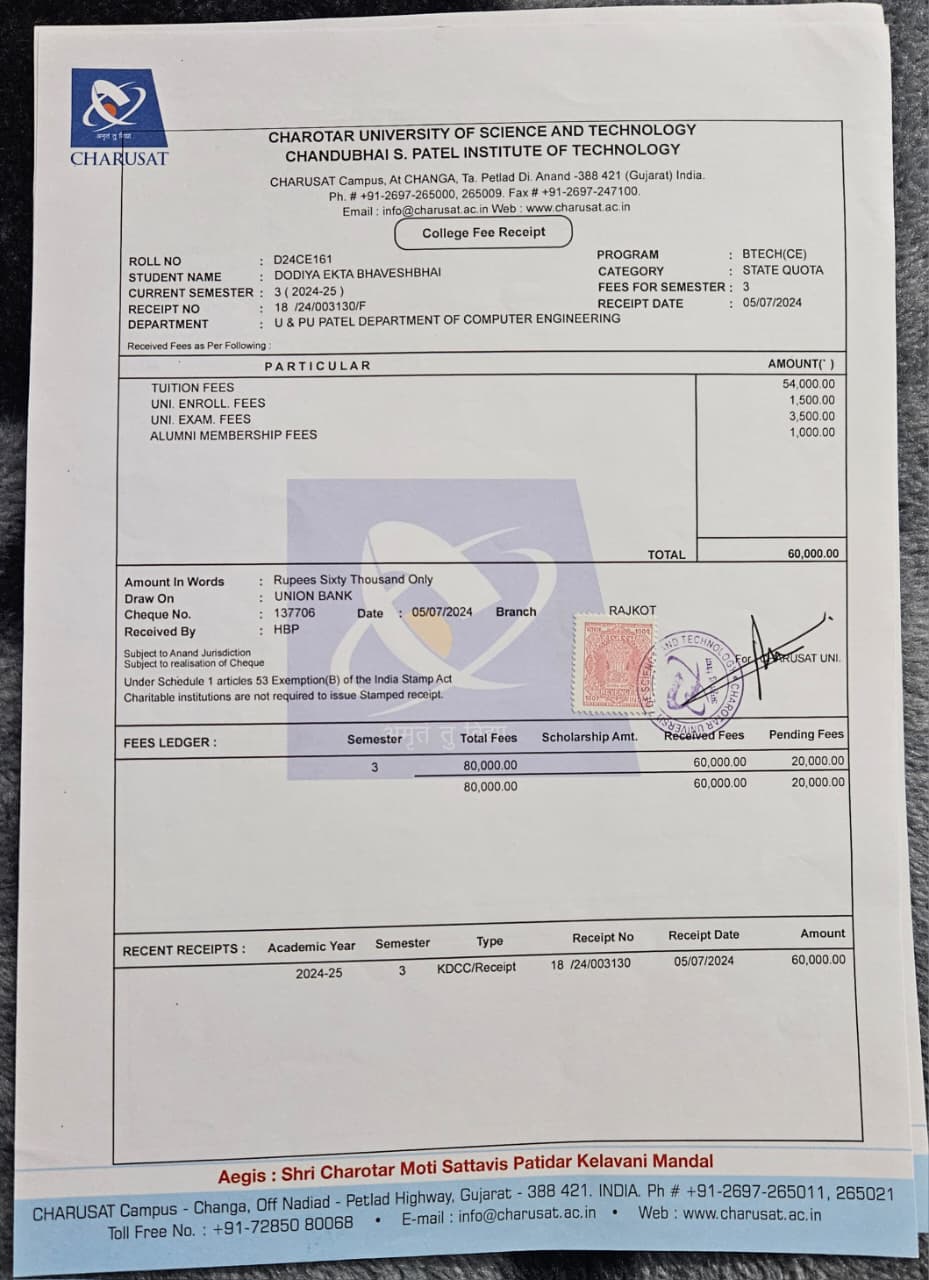 अमृत तु विद्या
CHARUSAT
CHAROTAR UNIVERSITY OF SCIENCE AND TECHNOLOGY
CHANDUBHAI S. PATEL INSTITUTE OF TECHNOLOGY
CHARUSAT Campus, At CHANGA, Ta. Petlad Di. Anand -388 421 (Gujarat) India.
Ph. # +91-2697-265000, 265009. Fax # +91-2697-247100.
Email : info@charusat.ac.in Web : www.charusat.ac.in
College Fee Receipt
ROLL NO : D24CE161 PROGRAM : BTECH(CE)
STUDENT NAME : DODIYA EKTA BHAVESHBHAI CATEGORY : STATE QUOTA
CURRENT SEMESTER : 3 ( 2024-25 ) FEES FOR SEMESTER : 3
RECEIPT NO : 18 /24/003130/F RECEIPT DATE : 05/07/2024
DEPARTMENT : U & PU PATEL DEPARTMENT OF COMPUTER ENGINEERING
Received Fees as Per Following :
PARTICULAR AMOUNT(` )
TUITION FEES 54,000.00
UNI. ENROLL. FEES 1,500.00
UNI. EXAM. FEES 3,500.00
ALUMNI MEMBERSHIP FEES 1,000.00
TOTAL 60,000.00
Amount In Words : Rupees Sixty Thousand Only
Draw On : UNION BANK
Cheque No. : 137706 Date : 05/07/2024 Branch RAJKOT
Received By : HBP
Subject to Anand Jurisdiction
Subject to realisation of Cheque
For CHARUSAT UNI.
Under Schedule 1 articles 53 Exemption(B) of the India Stamp Act
Charitable institutions are not required to issue Stamped receipt.
अमृत तु विद्या
FEES LEDGER : Semester Total Fees Scholarship Amt. Received Fees Pending Fees
3 80,000.00 60,000.00 20,000.00
80,000.00 60,000.00 20,000.00
RECENT RECEIPTS : Academic Year Semester Type Receipt No Receipt Date Amount
2024-25 3 KDCC/Receipt 18 /24/003130 05/07/2024 60,000.00
Aegis : Shri Charotar Moti Sattavis Patidar Kelavani Mandal
CHARUSAT Campus - Changa, Off Nadiad - Petlad Highway, Gujarat - 388 421. INDIA. Ph # +91-2697-265011, 265021
Toll Free No. : +91-72850 80068 • E-mail : info@charusat.ac.in • Web : www.charusat.ac.in